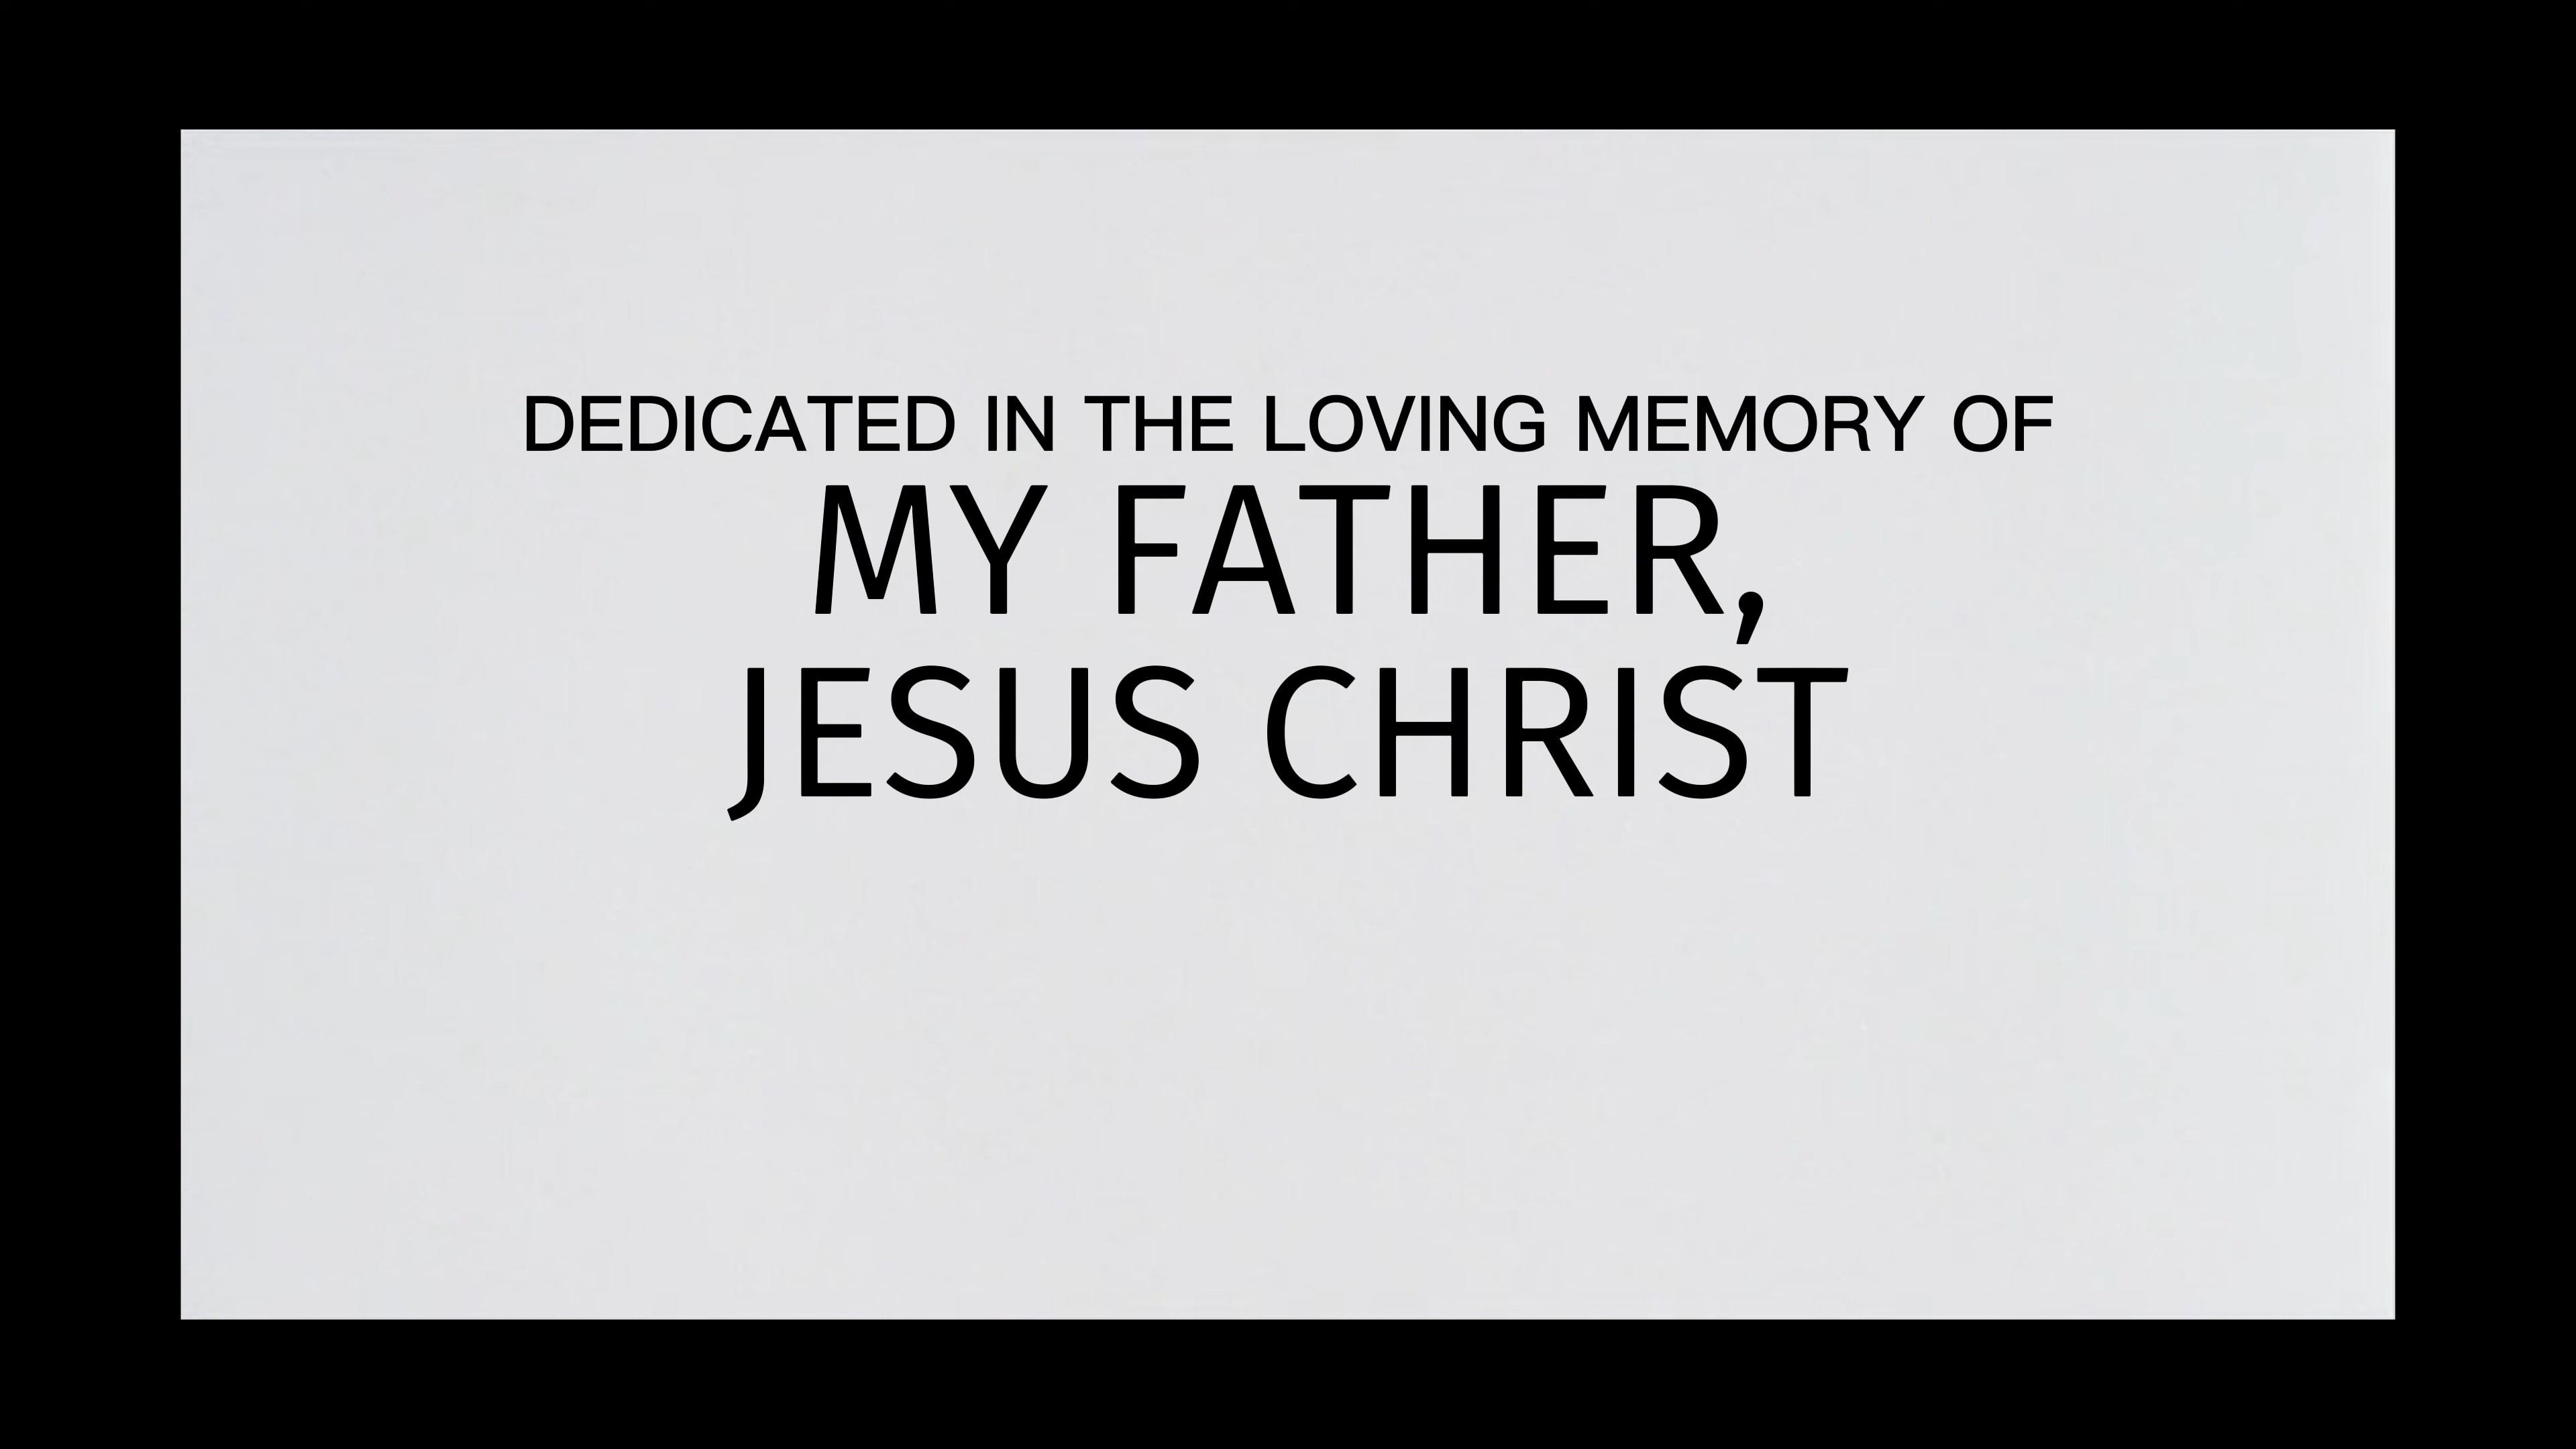 DEDICATED IN THE LOVING MEMORY OF
MY FATHER,
JESUS CHRIST